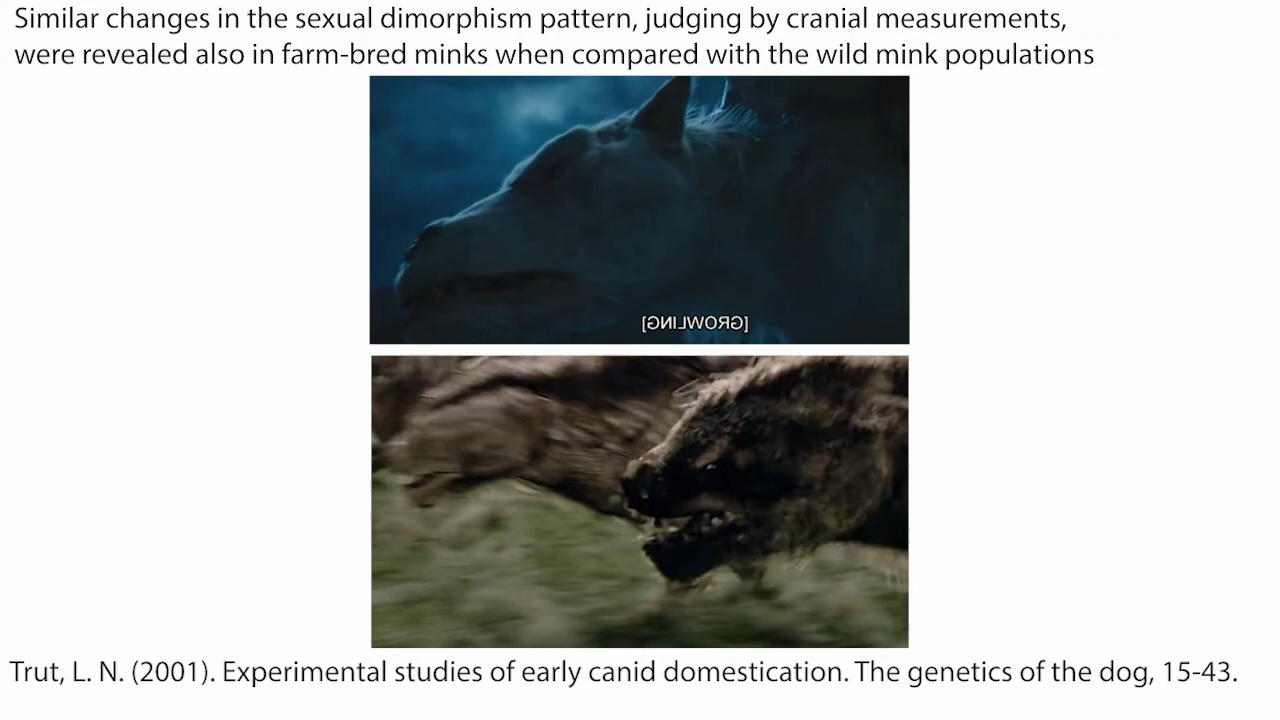 Similar changes in the sexual dimorphism pattern, judging by cranial measurements,
were revealed also in farm-bred minks when compared with the wild mink populations
[GROWLING]
Trut, L. N. (2001). Experimental studies of early canid domestication. The genetics of the dog, 15-43.